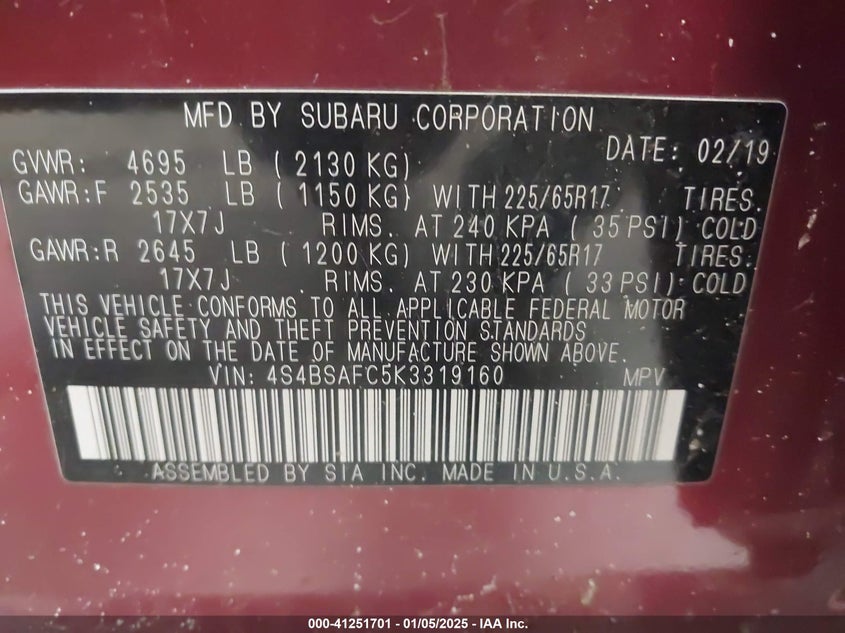 MFD BY SUBARU CORPORATION
DATE: 02/19
GVWR: 4695 LB ( 2130 KG)
GAWR:F 2535 LB ( 1150 KG) WITH 225/65R17 TIRES.
17X7J RIMS. AT 240 KPA ( 35 PSI) COLD
GAWR:R 2645 LB ( 1200 KG) WITH 225/65R17 TIRES.
17X7J RIMS. AT 230 KPA ( 33 PSI) COLD
THIS VEHICLE CONFORMS TO ALL APPLICABLE FEDERAL MOTOR
VEHICLE SAFETY AND THEFT PREVENTION STANDARDS
IN EFFECT ON THE DATE OF MANUFACTURE SHOWN ABOVE.
VIN: 4S4BSAFC5K3319160 MPV
ASSEMBLED BY SIA INC. MADE IN U.S.A.
000-41251701 - 01/05/2025 - IAA Inc.